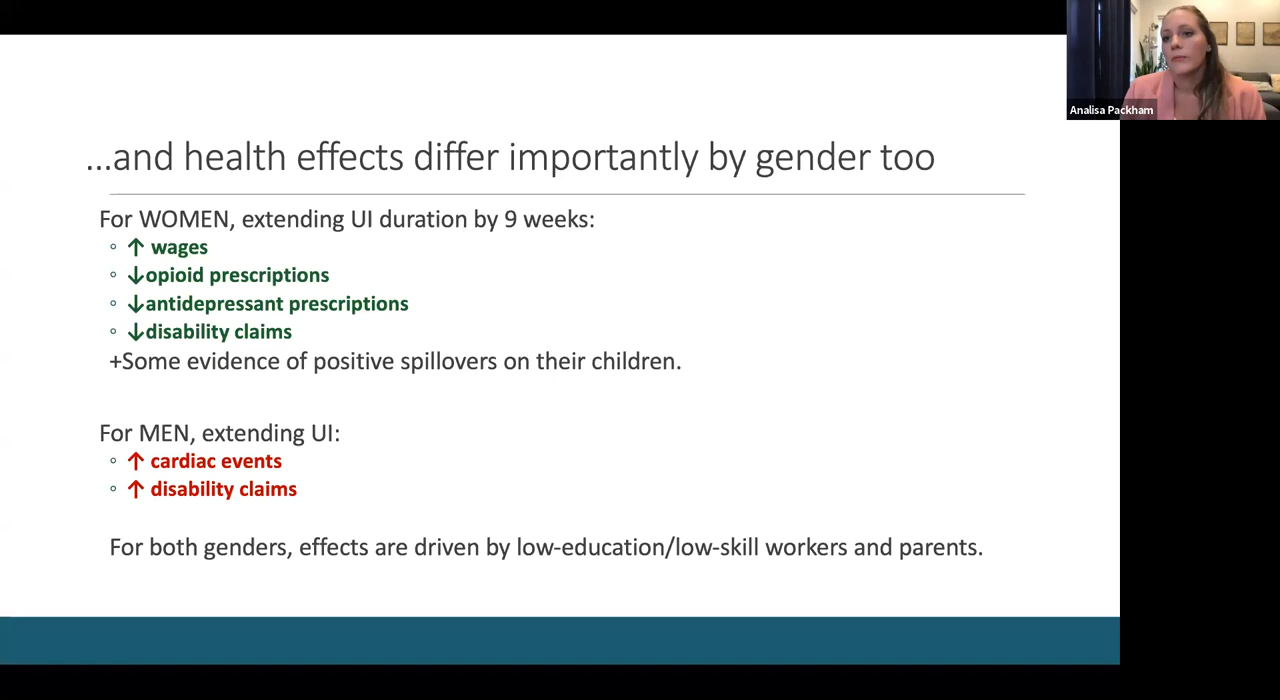 Analisa Packham
...and health effects differ importantly by gender too
For WOMEN, extending UI duration by 9 weeks:
◦ ↑ wages
◦ ↓opioid prescriptions
◦ ↓antidepressant prescriptions
◦ ↓disability claims
+Some evidence of positive spillovers on their children.
For MEN, extending UI:
◦ ↑ cardiac events
◦ ↑ disability claims
For both genders, effects are driven by low-education/low-skill workers and parents.